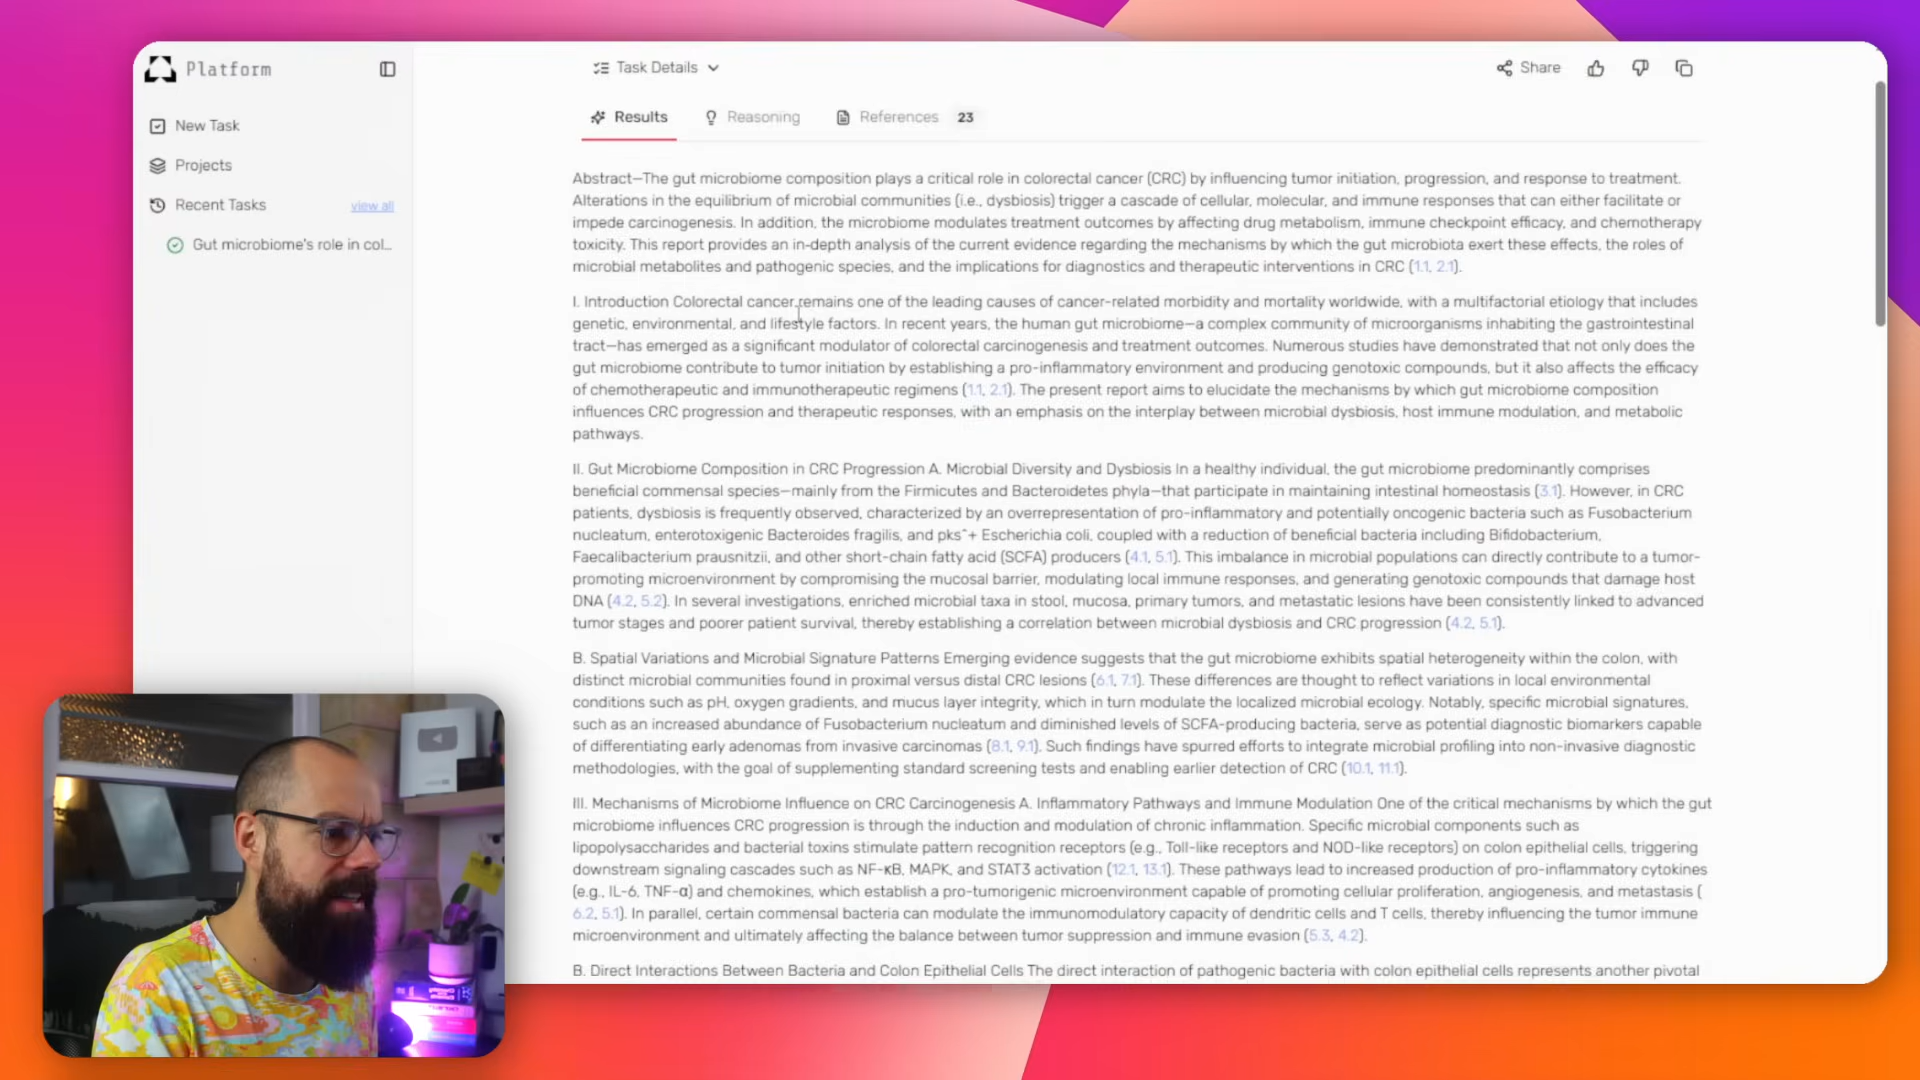 Platform
New Task
Projects
Recent Tasks view all
Gut microbiome's role in col...
Task Details
Share
Results Reasoning References 23
Abstract—The gut microbiome composition plays a critical role in colorectal cancer (CRC) by influencing tumor initiation, progression, and response to treatment.
Alterations in the equilibrium of microbial communities (i.e., dysbiosis) trigger a cascade of cellular, molecular, and immune responses that can either facilitate or
impede carcinogenesis. In addition, the microbiome modulates treatment outcomes by affecting drug metabolism, immune checkpoint efficacy, and chemotherapy
toxicity. This report provides an in-depth analysis of the current evidence regarding the mechanisms by which the gut microbiota exert these effects, the roles of
microbial metabolites and pathogenic species, and the implications for diagnostics and therapeutic interventions in CRC (1.1, 2.1).
I. Introduction Colorectal cancer remains one of the leading causes of cancer-related morbidity and mortality worldwide, with a multifactorial etiology that includes
genetic, environmental, and lifestyle factors. In recent years, the human gut microbiome—a complex community of microorganisms inhabiting the gastrointestinal
tract—has emerged as a significant modulator of colorectal carcinogenesis and treatment outcomes. Numerous studies have demonstrated that not only does the
gut microbiome contribute to tumor initiation by establishing a pro-inflammatory environment and producing genotoxic compounds, but it also affects the efficacy
of chemotherapeutic and immunotherapeutic regimens (1.1, 2.1). The present report aims to elucidate the mechanisms by which gut microbiome composition
influences CRC progression and therapeutic responses, with an emphasis on the interplay between microbial dysbiosis, host immune modulation, and metabolic
pathways.
II. Gut Microbiome Composition in CRC Progression A. Microbial Diversity and Dysbiosis In a healthy individual, the gut microbiome predominantly comprises
beneficial commensal species—mainly from the Firmicutes and Bacteroidetes phyla—that participate in maintaining intestinal homeostasis (3.1). However, in CRC
patients, dysbiosis is frequently observed, characterized by an overrepresentation of pro-inflammatory and potentially oncogenic bacteria such as Fusobacterium
nucleatum, enterotoxigenic Bacteroides fragilis, and pks^+ Escherichia coli, coupled with a reduction of beneficial bacteria including Bifidobacterium,
Faecalibacterium prausnitzii, and other short-chain fatty acid (SCFA) producers (4.1, 5.1). This imbalance in microbial populations can directly contribute to a tumor-
promoting microenvironment by compromising the mucosal barrier, modulating local immune responses, and generating genotoxic compounds that damage host
DNA (4.2, 5.2). In several investigations, enriched microbial taxa in stool, mucosa, primary tumors, and metastatic lesions have been consistently linked to advanced
tumor stages and poorer patient survival, thereby establishing a correlation between microbial dysbiosis and CRC progression (4.2, 5.1).
B. Spatial Variations and Microbial Signature Patterns Emerging evidence suggests that the gut microbiome exhibits spatial heterogeneity within the colon, with
distinct microbial communities found in proximal versus distal CRC lesions (6.1, 7.1). These differences are thought to reflect variations in local environmental
conditions such as pH, oxygen gradients, and mucus layer integrity, which in turn modulate the localized microbial ecology. Notably, specific microbial signatures,
such as an increased abundance of Fusobacterium nucleatum and diminished levels of SCFA-producing bacteria, serve as potential diagnostic biomarkers capable
of differentiating early adenomas from invasive carcinomas (8.1, 9.1). Such findings have spurred efforts to integrate microbial profiling into non-invasive diagnostic
methodologies, with the goal of supplementing standard screening tests and enabling earlier detection of CRC (10.1, 11.1).
III. Mechanisms of Microbiome Influence on CRC Carcinogenesis A. Inflammatory Pathways and Immune Modulation One of the critical mechanisms by which the gut
microbiome influences CRC progression is through the induction and modulation of chronic inflammation. Specific microbial components such as
lipopolysaccharides and bacterial toxins stimulate pattern recognition receptors (e.g., Toll-like receptors and NOD-like receptors) on colon epithelial cells, triggering
downstream signaling cascades such as NF-κB, MAPK, and STAT3 activation (12.1, 13.1). These pathways lead to increased production of pro-inflammatory cytokines
(e.g., IL-6, TNF-α) and chemokines, which establish a pro-tumorigenic microenvironment capable of promoting cellular proliferation, angiogenesis, and metastasis (
6.2, 5.1). In parallel, certain commensal bacteria can modulate the immunomodulatory capacity of dendritic cells and T cells, thereby influencing the tumor immune
microenvironment and ultimately affecting the balance between tumor suppression and immune evasion (5.3, 4.2).
B. Direct Interactions Between Bacteria and Colon Epithelial Cells The direct interaction of pathogenic bacteria with colon epithelial cells represents another pivotal